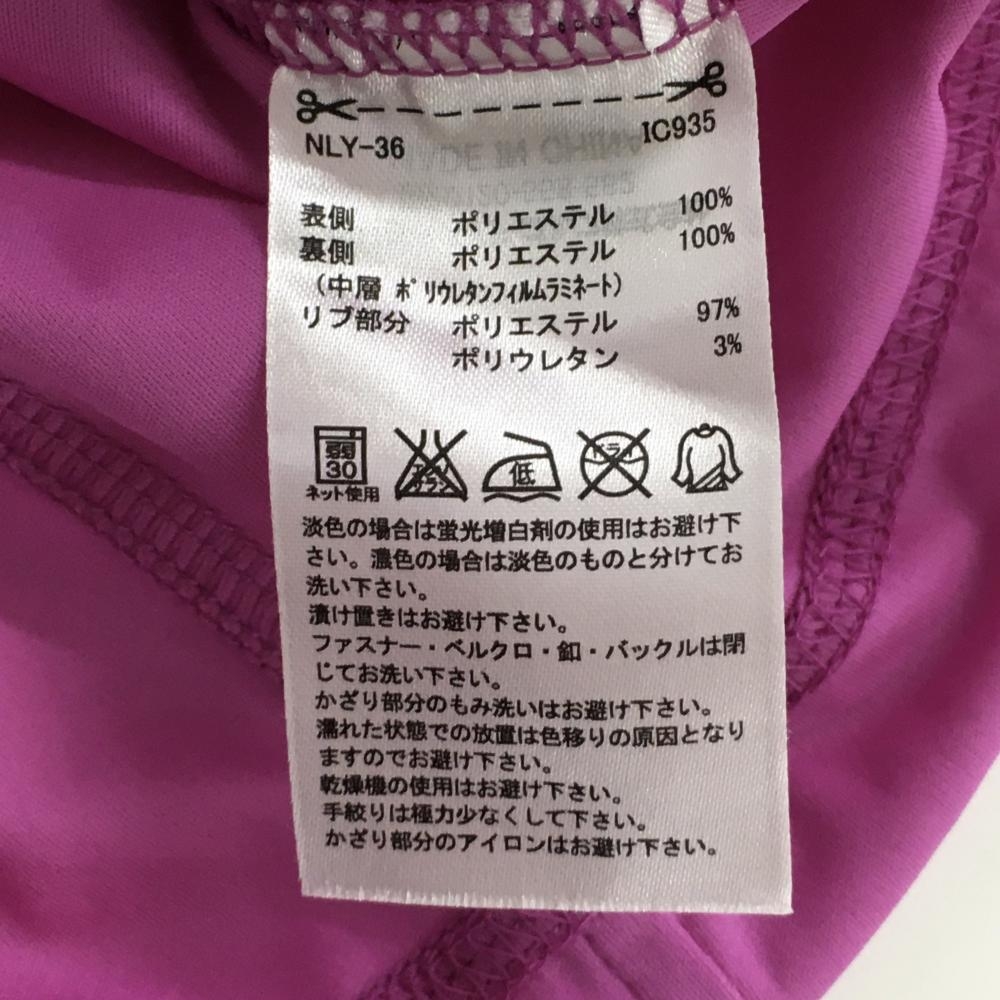 NLY-36 IC935
表側 ポリエステル 100%
裏側 ポリエステル 100%
(中層 ポリウレタンフィルムラミネート)
リブ部分 ポリエステル 97%
ポリウレタン 3%
弱
30
ネット使用
エンソ
サラシ
低
ドライ
淡色の場合は蛍光増白剤の使用はお避け下
さい。濃色の場合は淡色のものと分けてお
洗い下さい。
漬け置きはお避け下さい。
ファスナー・ベルクロ・釦・バックルは閉
じてお洗い下さい。
かざり部分のもみ洗いはお避け下さい。
濡れた状態での放置は色移りの原因となり
ますのでお避け下さい。
乾燥機の使用はお避け下さい。
手絞りは極力少なくして下さい。
かざり部分のアイロンはお避け下さい。